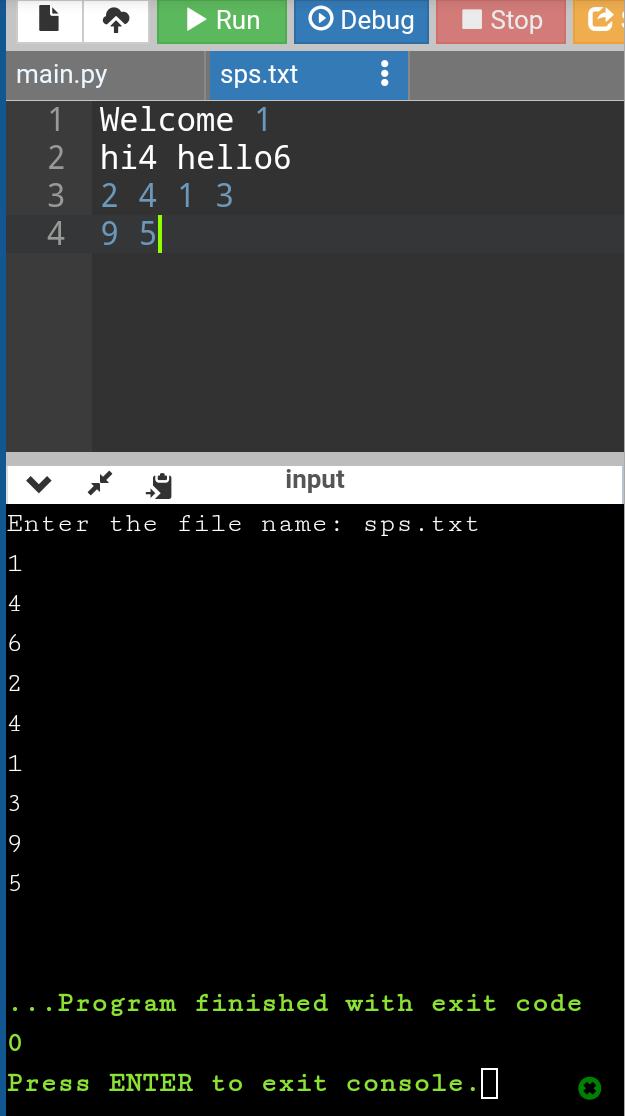 Run Debug Stop
main.py sps.txt
1 Welcome 1
2 hi4 hello6
3 2 4 1 3
4 9 5
input
Enter the file name: sps.txt
1
4
6
2
4
1
3
9
5
...Program finished with exit code
0
Press ENTER to exit console.